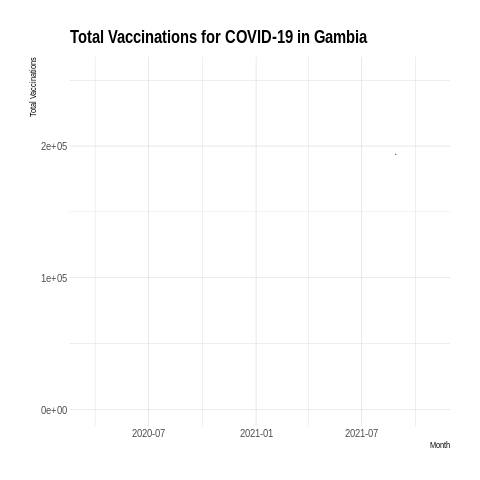 Total Vaccinations for COVID-19 in Gambia
Total Vaccinations
2e+05
1e+05
0e+00
2020-07
2021-01
2021-07
Month